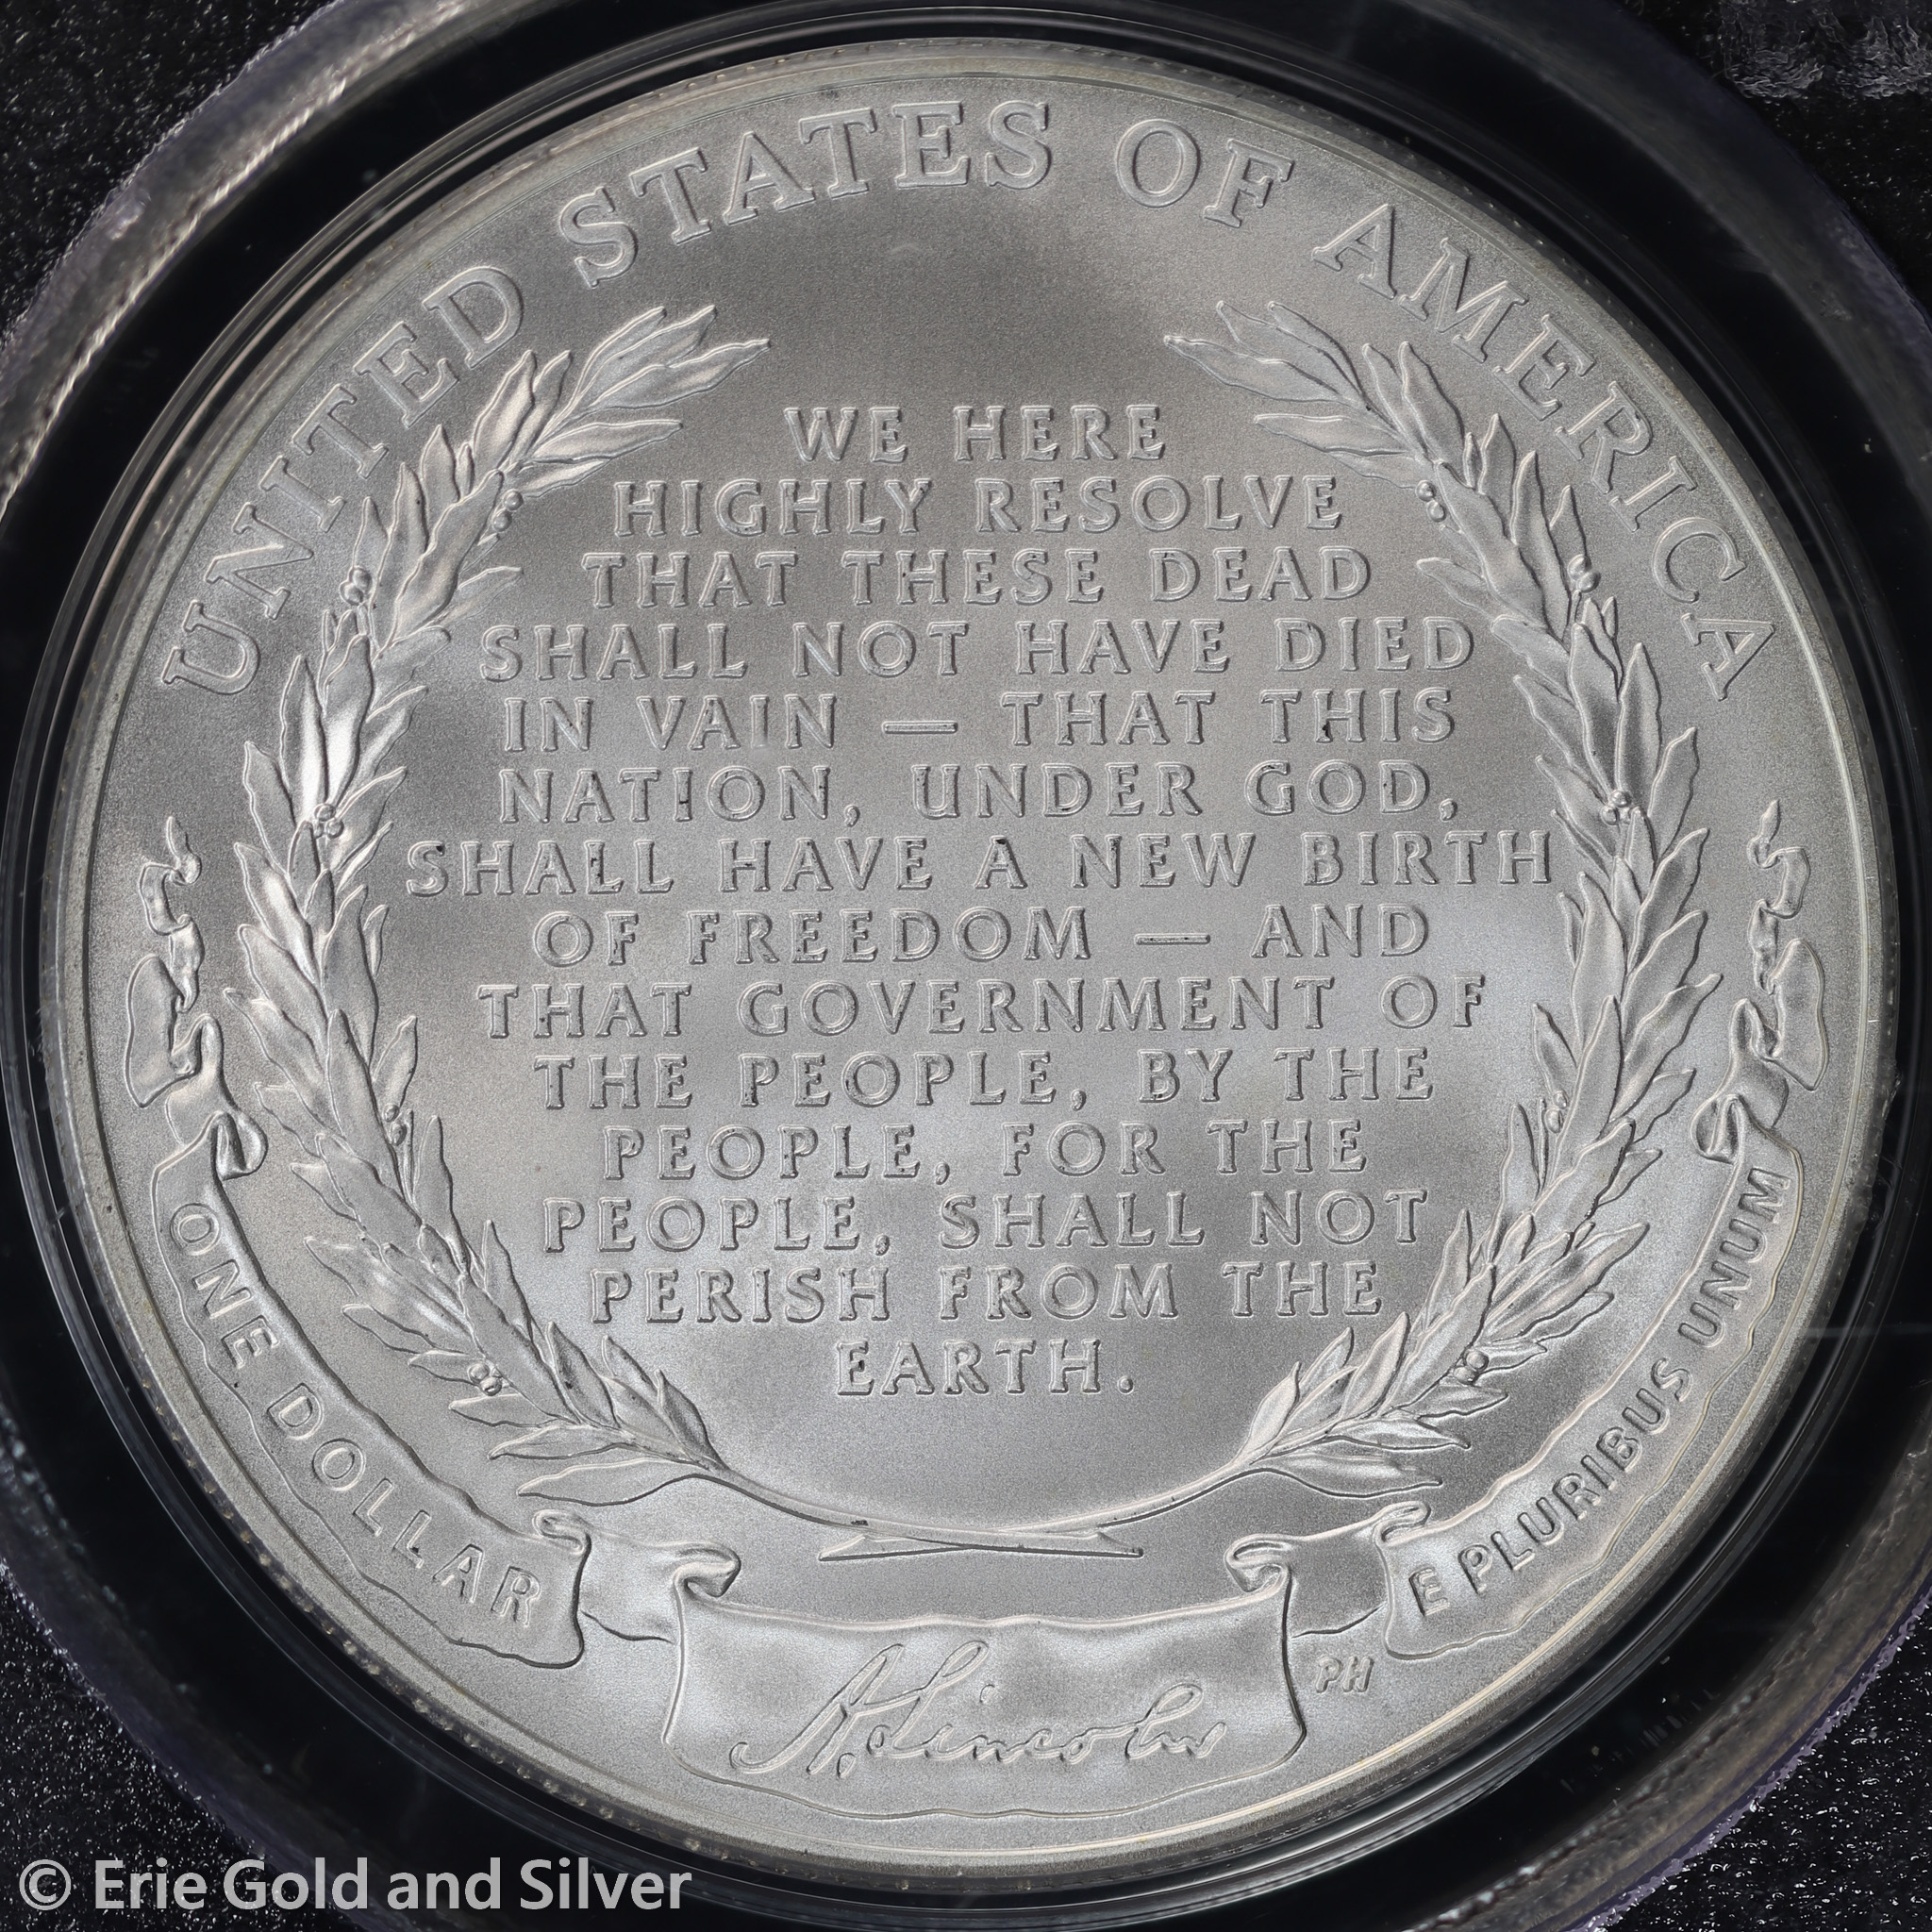 UNITED STATES OF AMERICA
WE HERE
HIGHLY RESOLVE
THAT THESE DEAD
SHALL NOT HAVE DIED
IN VAIN — THAT THIS
NATION, UNDER GOD,
SHALL HAVE A NEW BIRTH
OF FREEDOM — AND
THAT GOVERNMENT OF
THE PEOPLE, BY THE
PEOPLE, FOR THE
PEOPLE, SHALL NOT
PERISH FROM THE
EARTH.
ONE DOLLAR
E PLURIBUS UNUM
A. Lincoln
PH
© Erie Gold and Silver